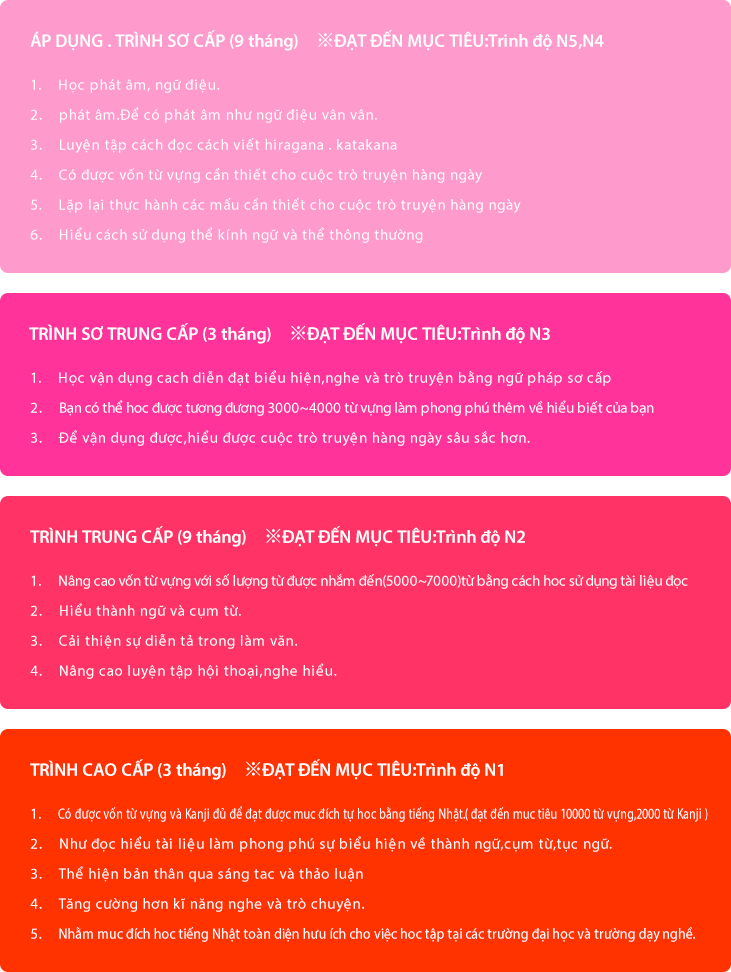 ÁP DỤNG . TRÌNH SƠ CẤP (9 tháng) ※ĐẠT ĐẾN MỤC TIÊU:Trinh độ N5,N4
1. Học phát âm, ngữ điệu.
2. phát âm.Để có phát âm như ngữ điệu vân vân.
3. Luyện tập cách đọc cách viết hiragana . katakana
4. Có được vốn từ vựng cần thiết cho cuộc trò truyện hàng ngày
5. Lặp lại thực hành các mấu cần thiết cho cuộc trò truyện hàng ngày
6. Hiểu cách sử dụng thể kính ngữ và thể thông thường
TRÌNH SƠ TRUNG CẤP (3 tháng) ※ĐẠT ĐẾN MỤC TIÊU:Trình độ N3
1. Học vận dụng cach diễn đạt biểu hiện,nghe và trò truyện bằng ngữ pháp sơ cấp
2. Bạn có thể hoc được tương đương 3000~4000 từ vựng làm phong phú thêm về hiểu biết của bạn
3. Để vận dụng được,hiểu được cuộc trò truyện hàng ngày sâu sắc hơn.
TRÌNH TRUNG CẤP (9 tháng) ※ĐẠT ĐẾN MỤC TIÊU:Trình độ N2
1. Nâng cao vốn từ vựng với số lượng từ được nhắm đến(5000~7000)từ bằng cách hoc sử dụng tài liệu đọc
2. Hiểu thành ngữ và cụm từ.
3. Cải thiện sự diễn tả trong làm văn.
4. Nâng cao luyện tập hội thoại,nghe hiểu.
TRÌNH CAO CẤP (3 tháng) ※ĐẠT ĐẾN MỤC TIÊU:Trình độ N1
1. Có được vốn từ vựng và Kanji đủ để đạt được muc đích tự học bằng tiếng Nhật.( đạt đến muc tiêu 10000 từ vựng,2000 từ Kanji )
2. Như đọc hiểu tài liệu làm phong phú sự biểu hiện về thành ngữ,cụm từ,tục ngữ.
3. Thể hiện bản thân qua sáng tac và thảo luận
4. Tăng cường hơn kĩ năng nghe và trò chuyện.
5. Nhằm muc đích hoc tiếng Nhật toàn diện hưu ích cho việc hoc tập tại các trường đại học và trường dạy nghề.